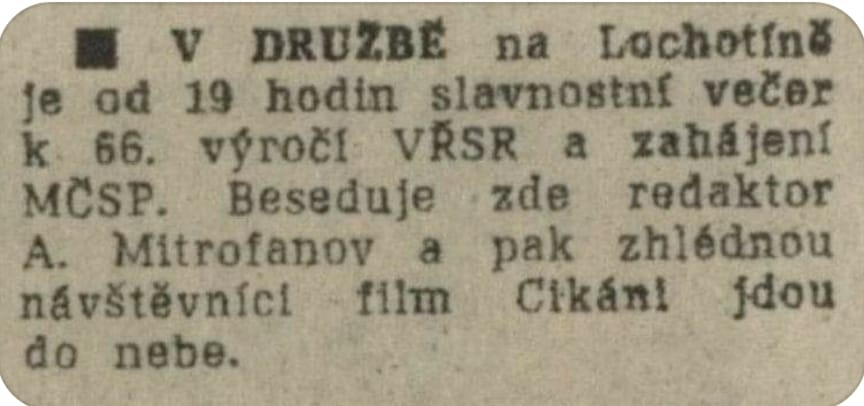 ■ V DRUŽBĚ na Lochotíně
je od 19 hodin slavnostní večer
k 66. výročí VŘSR a zahájení
MČSP. Beseduje zde redaktor
A. Mitrofanov a pak zhlédnou
návštěvníci film Cikáni jdou
do nebe.